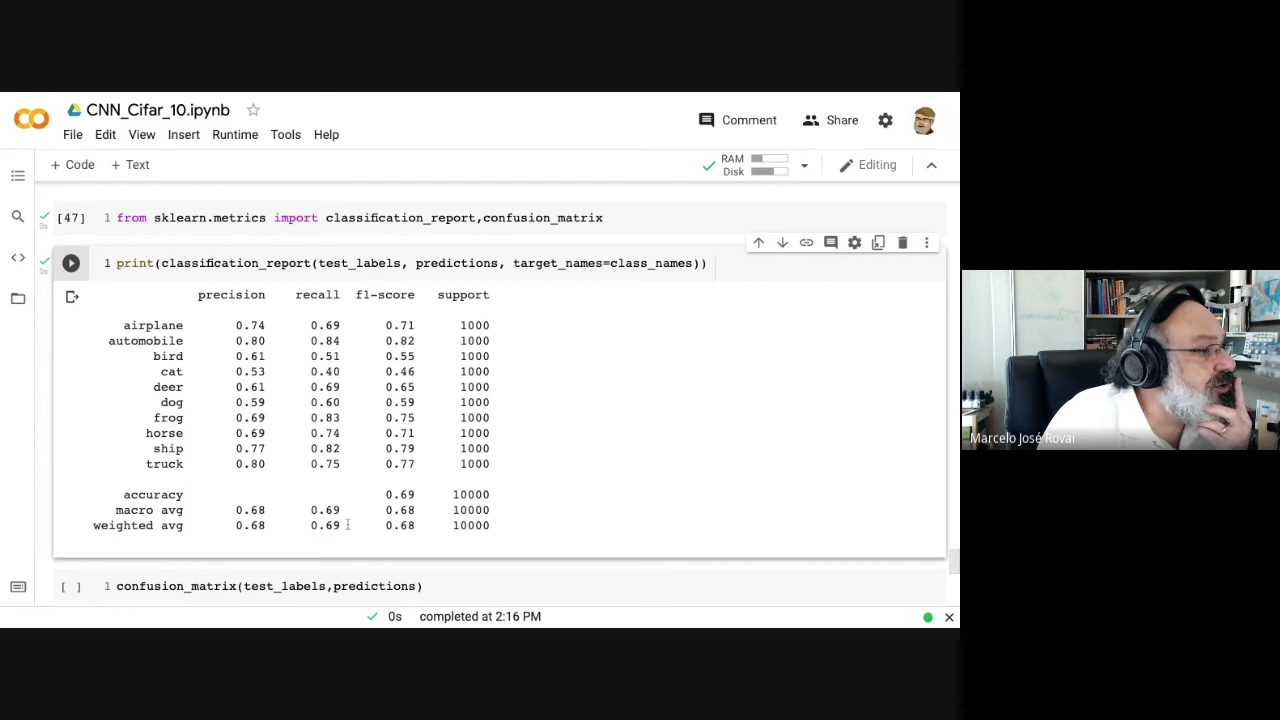 CNN_Cifar_10.ipynb
File Edit View Insert Runtime Tools Help
Comment Share
+ Code + Text
RAM
Disk
Editing
[47] 1 from sklearn.metrics import classification_report,confusion_matrix
0s
1 print(classification_report(test_labels, predictions, target_names=class_names))
0s
precision recall f1-score support
airplane 0.74 0.69 0.71 1000
automobile 0.80 0.84 0.82 1000
bird 0.61 0.51 0.55 1000
cat 0.53 0.40 0.46 1000
deer 0.61 0.69 0.65 1000
dog 0.59 0.60 0.59 1000
frog 0.69 0.83 0.75 1000
horse 0.69 0.74 0.71 1000
ship 0.77 0.82 0.79 1000
truck 0.80 0.75 0.77 1000
accuracy 0.69 10000
macro avg 0.68 0.69 0.68 10000
weighted avg 0.68 0.69 0.68 10000
[ ] 1 confusion_matrix(test_labels,predictions)
0s completed at 2:16 PM
Marcelo José Rovai